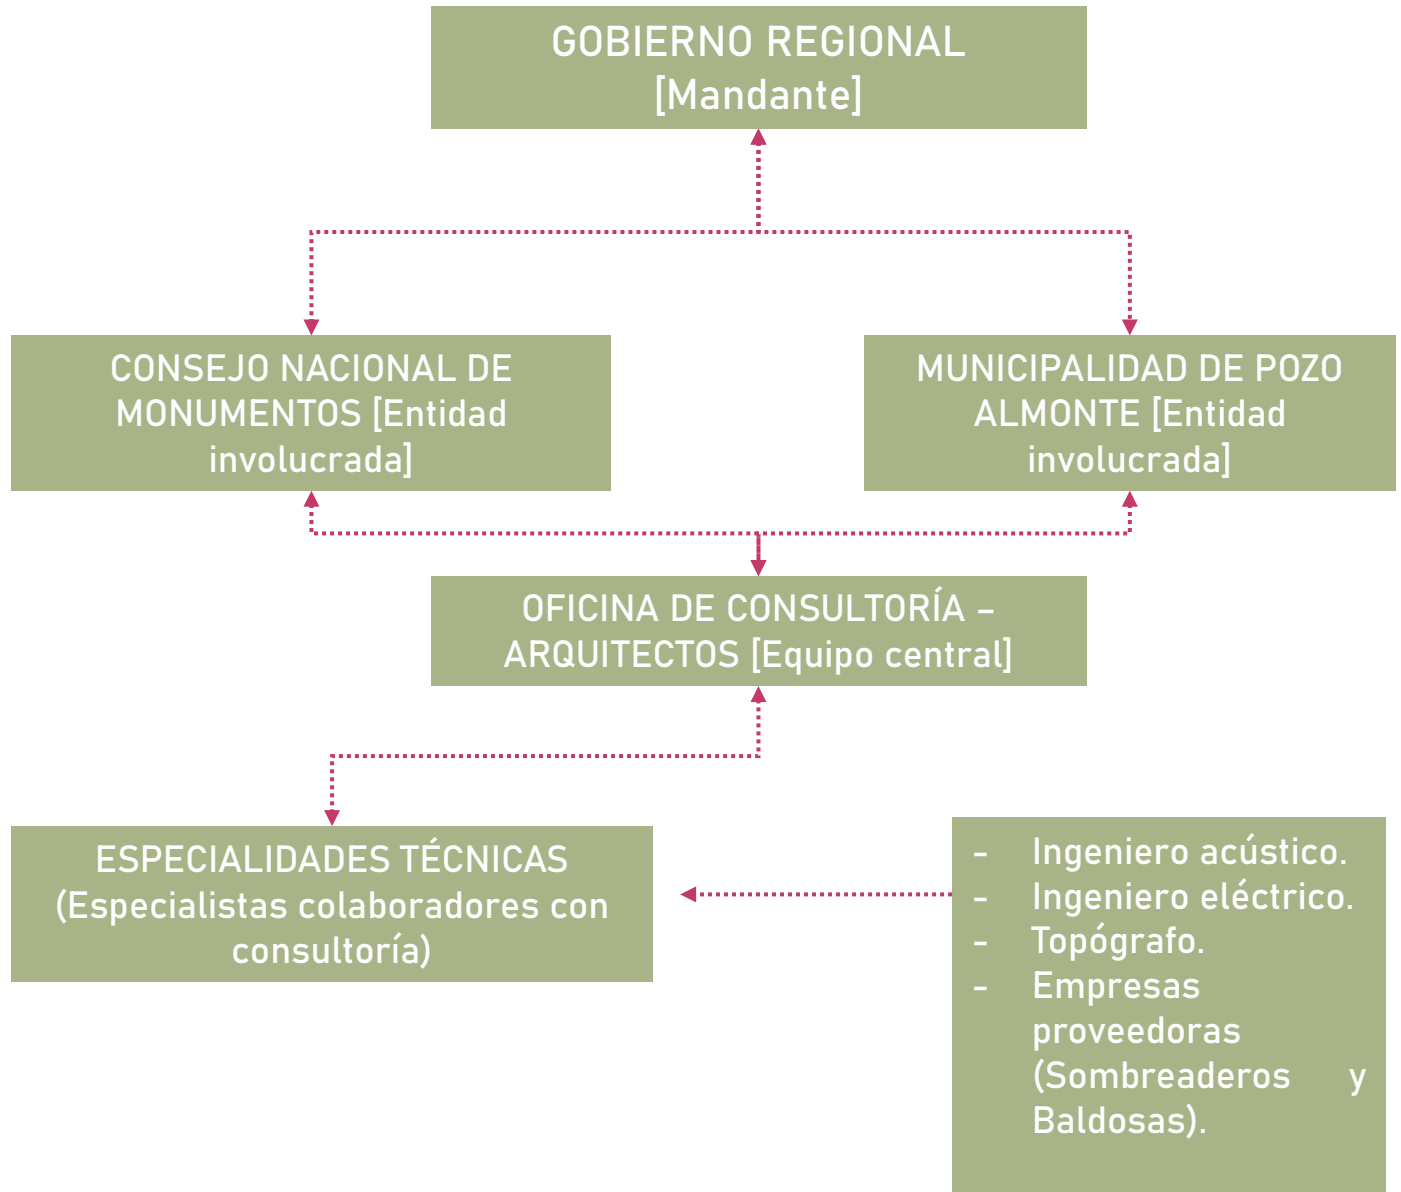 GOBIERNO REGIONAL
[Mandante]
CONSEJO NACIONAL DE
MONUMENTOS [Entidad
involucrada]
MUNICIPALIDAD DE POZO
ALMONTE [Entidad
involucrada]
OFICINA DE CONSULTORÍA –
ARQUITECTOS [Equipo central]
ESPECIALIDADES TÉCNICAS
(Especialistas colaboradores con
consultoría)
- Ingeniero acústico.
- Ingeniero eléctrico.
- Topógrafo.
- Empresas
proveedoras
(Sombreaderos y
Baldosas).